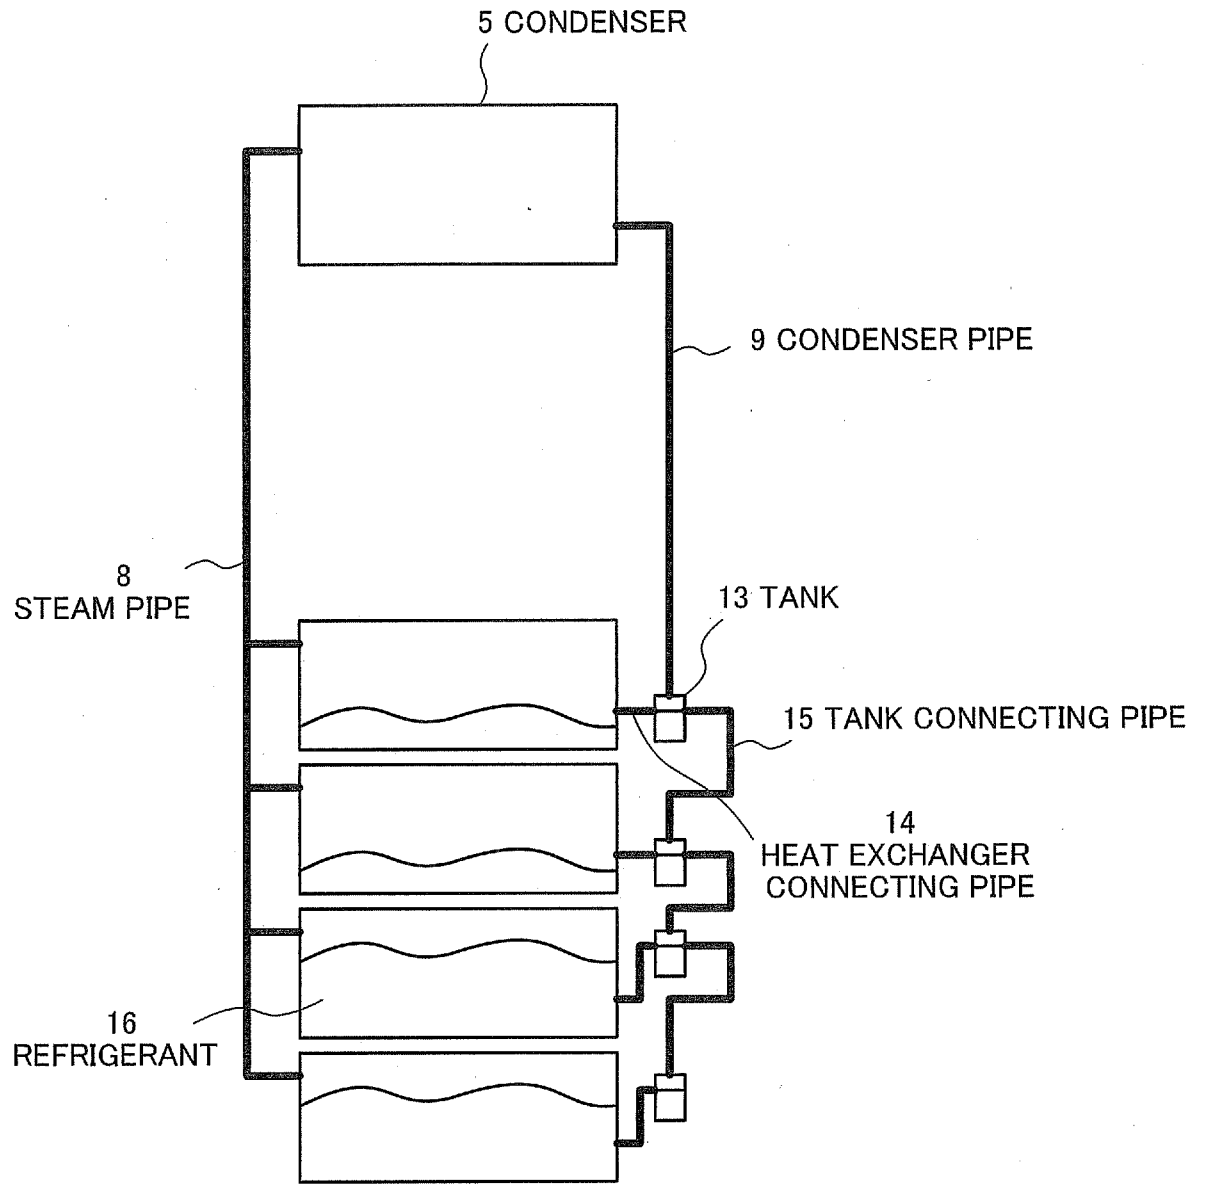 5 CONDENSER
9 CONDENSER PIPE
8
STEAM PIPE
13 TANK
15 TANK CONNECTING PIPE
14
HEAT EXCHANGER
CONNECTING PIPE
16
REFRIGERANT